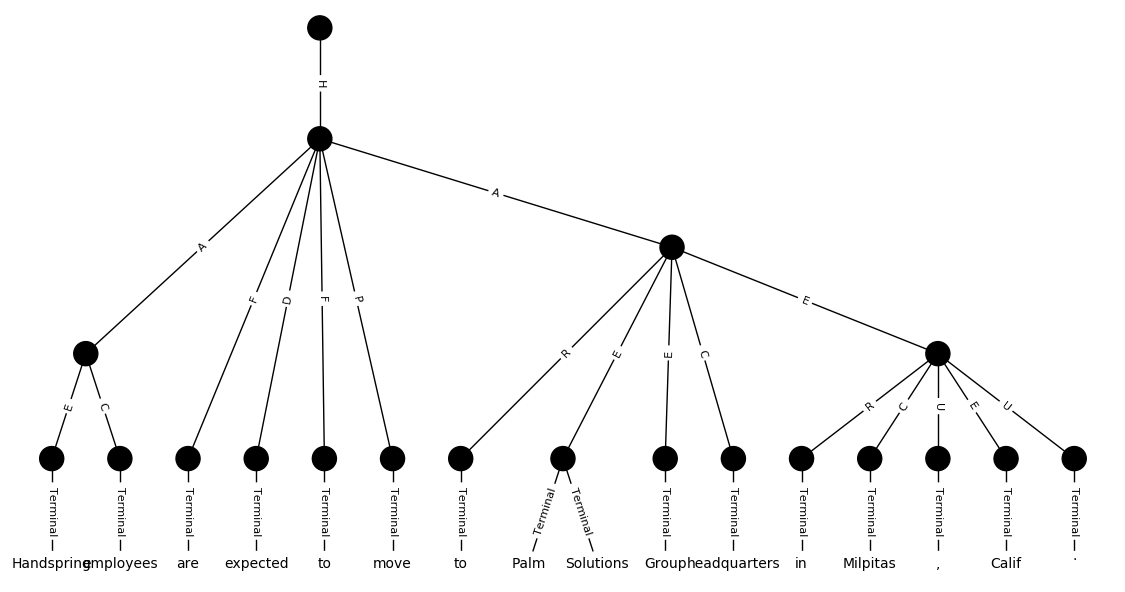 H
A
A
F
D
F
P
E
R
E
E
C
E
C
R
C
U
E
U
Terminal Terminal Terminal Terminal Terminal Terminal Terminal Terminal Terminal Terminal Terminal Terminal Terminal Terminal Terminal Terminal
Handspring employees are expected to move to Palm Solutions Group headquarters in Milpitas , Calif .